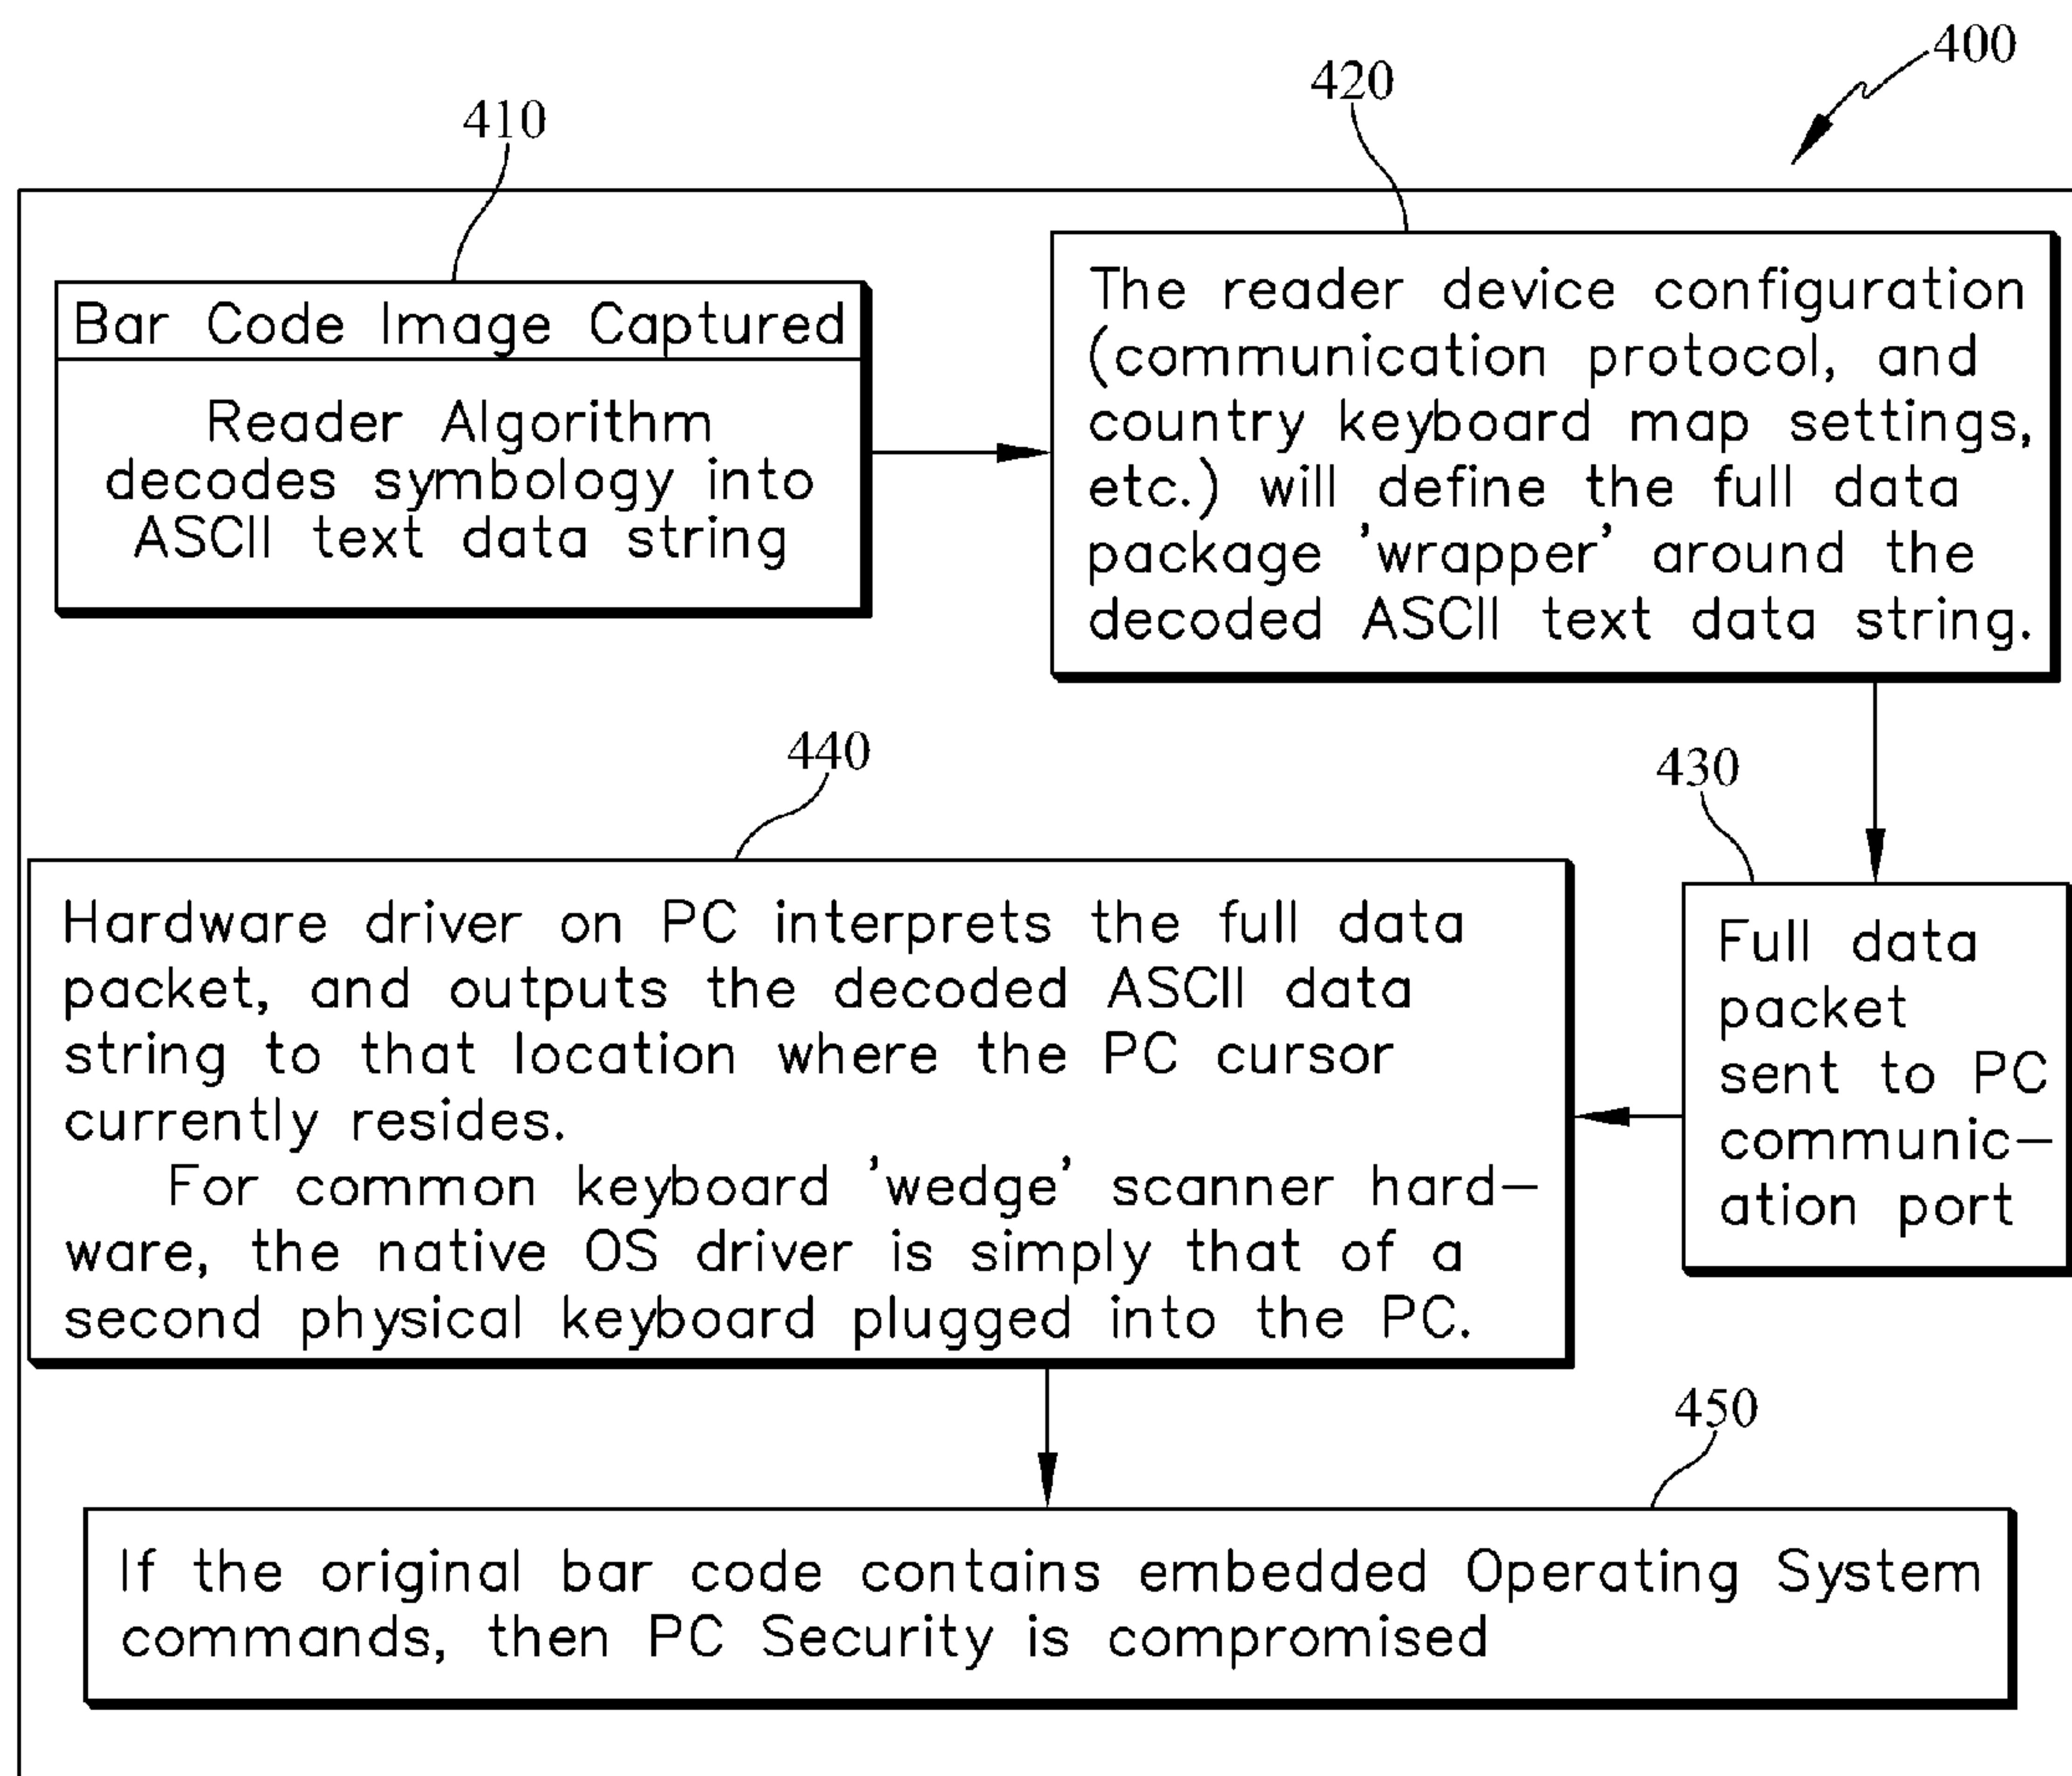 400
410
Bar Code Image Captured
Reader Algorithm
decodes symbology into
ASCII text data string
420
The reader device configuration
(communication protocol, and
country keyboard map settings,
etc.) will define the full data
package 'wrapper' around the
decoded ASCII text data string.
430
Full data
packet
sent to PC
communic-
ation port
440
Hardware driver on PC interprets the full data
packet, and outputs the decoded ASCII data
string to that location where the PC cursor
currently resides.
For common keyboard 'wedge' scanner hard-
ware, the native OS driver is simply that of a
second physical keyboard plugged into the PC.
450
If the original bar code contains embedded Operating System
commands, then PC Security is compromised